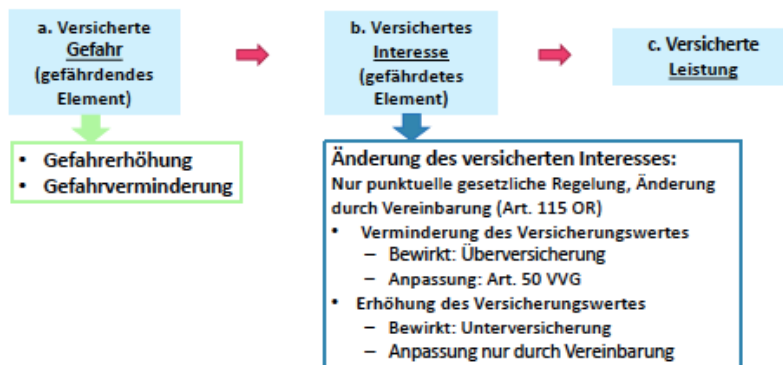 a. Versicherte
Gefahr
(gefährdendes
Element)
b. Versichertes
Interesse
(gefährdetes
Element)
c. Versicherte
Leistung
• Gefahrerhöhung
• Gefahrverminderung
Änderung des versicherten Interesses:
Nur punktuelle gesetzliche Regelung, Änderung
durch Vereinbarung (Art. 115 OR)
• Verminderung des Versicherungswertes
– Bewirkt: Überversicherung
– Anpassung: Art. 50 VVG
• Erhöhung des Versicherungswertes
– Bewirkt: Unterversicherung
– Anpassung nur durch Vereinbarung